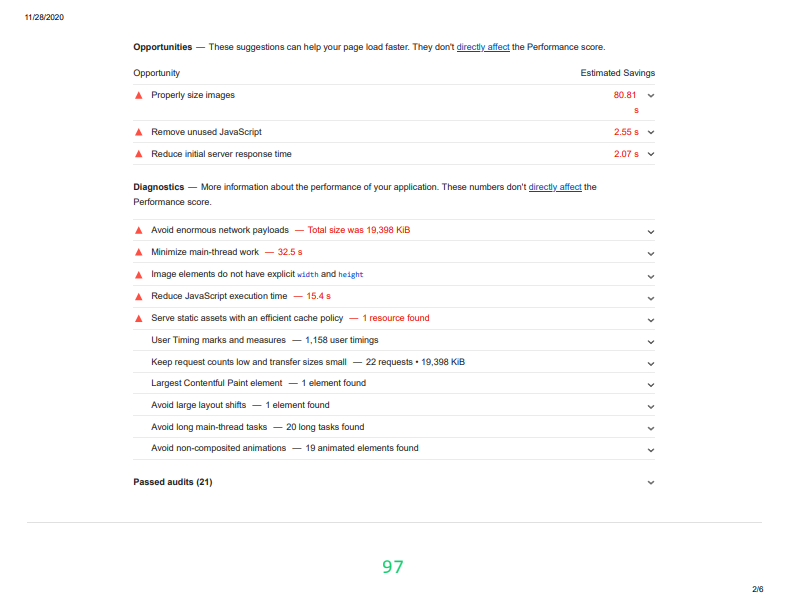 11/28/2020
Opportunities — These suggestions can help your page load faster. They don't directly affect the Performance score.
Opportunity Estimated Savings
Properly size images 80.81
s
Remove unused JavaScript 2.55 s
Reduce initial server response time 2.07 s
Diagnostics — More information about the performance of your application. These numbers don't directly affect the
Performance score.
Avoid enormous network payloads — Total size was 19,398 KiB
Minimize main-thread work — 32.5 s
Image elements do not have explicit width and height
Reduce JavaScript execution time — 15.4 s
Serve static assets with an efficient cache policy — 1 resource found
User Timing marks and measures — 1,158 user timings
Keep request counts low and transfer sizes small — 22 requests • 19,398 KiB
Largest Contentful Paint element — 1 element found
Avoid large layout shifts — 1 element found
Avoid long main-thread tasks — 20 long tasks found
Avoid non-composited animations — 19 animated elements found
Passed audits (21)
97
2/6